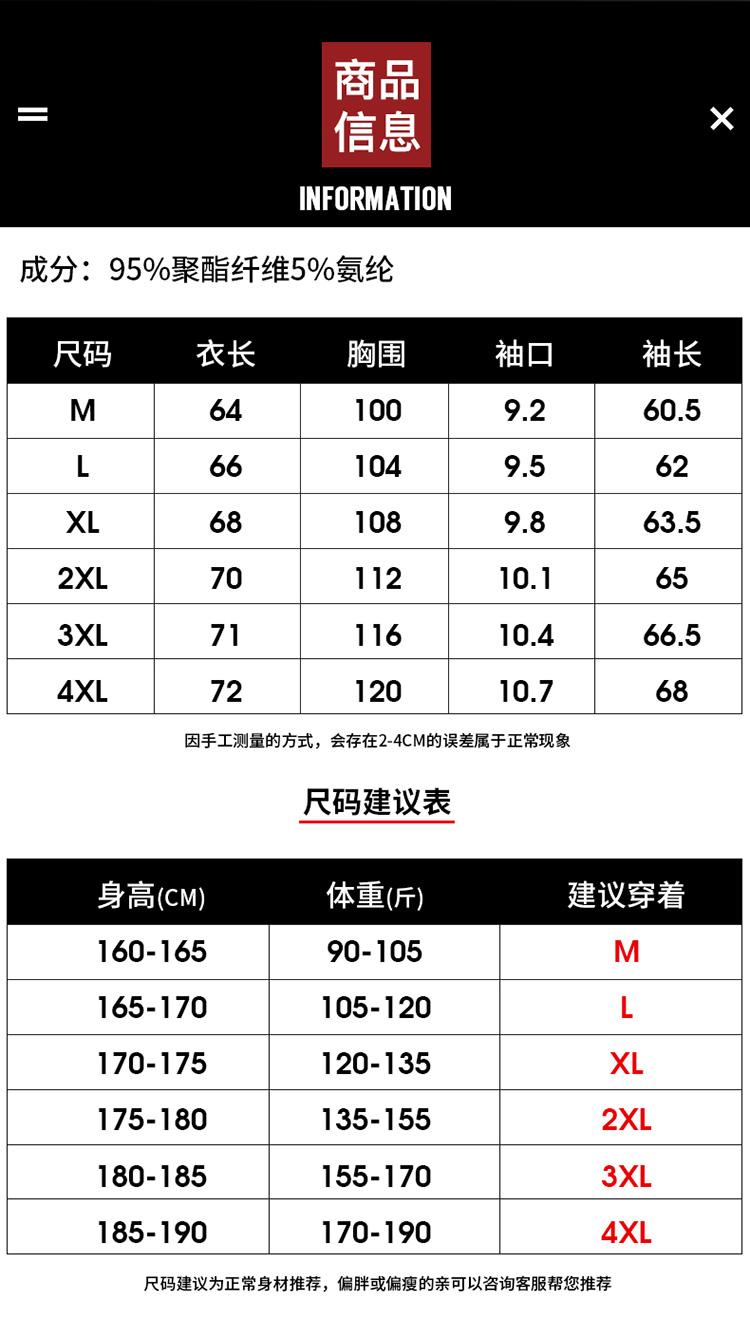 商品
信息
INFORMATION
成分：95%聚酯纤维5%氨纶
尺码 衣长 胸围 袖口 袖长
M 64 100 9.2 60.5
L 66 104 9.5 62
XL 68 108 9.8 63.5
2XL 70 112 10.1 65
3XL 71 116 10.4 66.5
4XL 72 120 10.7 68
因手工测量的方式，会存在2-4CM的误差属于正常现象
尺码建议表
身高(CM) 体重(斤) 建议穿着
160-165 90-105 M
165-170 105-120 L
170-175 120-135 XL
175-180 135-155 2XL
180-185 155-170 3XL
185-190 170-190 4XL
尺码建议为正常身材推荐，偏胖或偏瘦的亲可以咨询客服帮您推荐